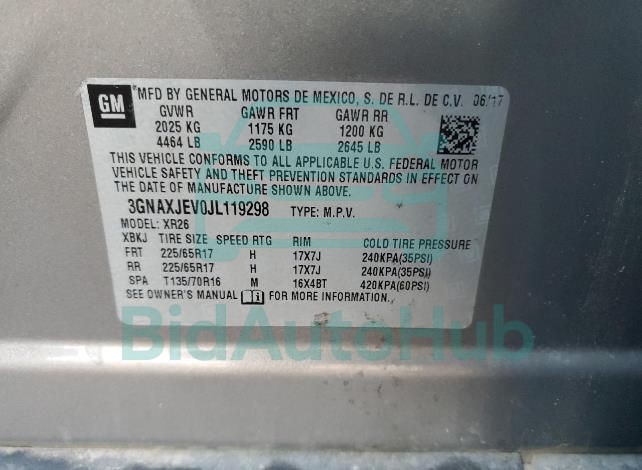 GM
MFD BY GENERAL MOTORS DE MEXICO, S. DE R.L. DE C.V. 06/17
GVWR GAWR FRT GAWR RR
2025 KG 1175 KG 1200 KG
4464 LB 2590 LB 2645 LB
THIS VEHICLE CONFORMS TO ALL APPLICABLE U.S. FEDERAL MOTOR
VEHICLE SAFETY AND THEFT PREVENTION STANDARDS IN EFFECT ON
THE DATE OF MANUFACTURE SHOWN ABOVE.
3GNAXJEV0JL119298 TYPE: M.P.V.
MODEL: XR26
XBKJ TIRE SIZE SPEED RTG RIM COLD TIRE PRESSURE
FRT 225/65R17 H 17X7J 240KPA(35PSI)
RR 225/65R17 H 17X7J 240KPA(35PSI)
SPA T135/70R16 M 16X4BT 420KPA(60PSI)
SEE OWNER'S MANUAL FOR MORE INFORMATION.
BidAutoHub